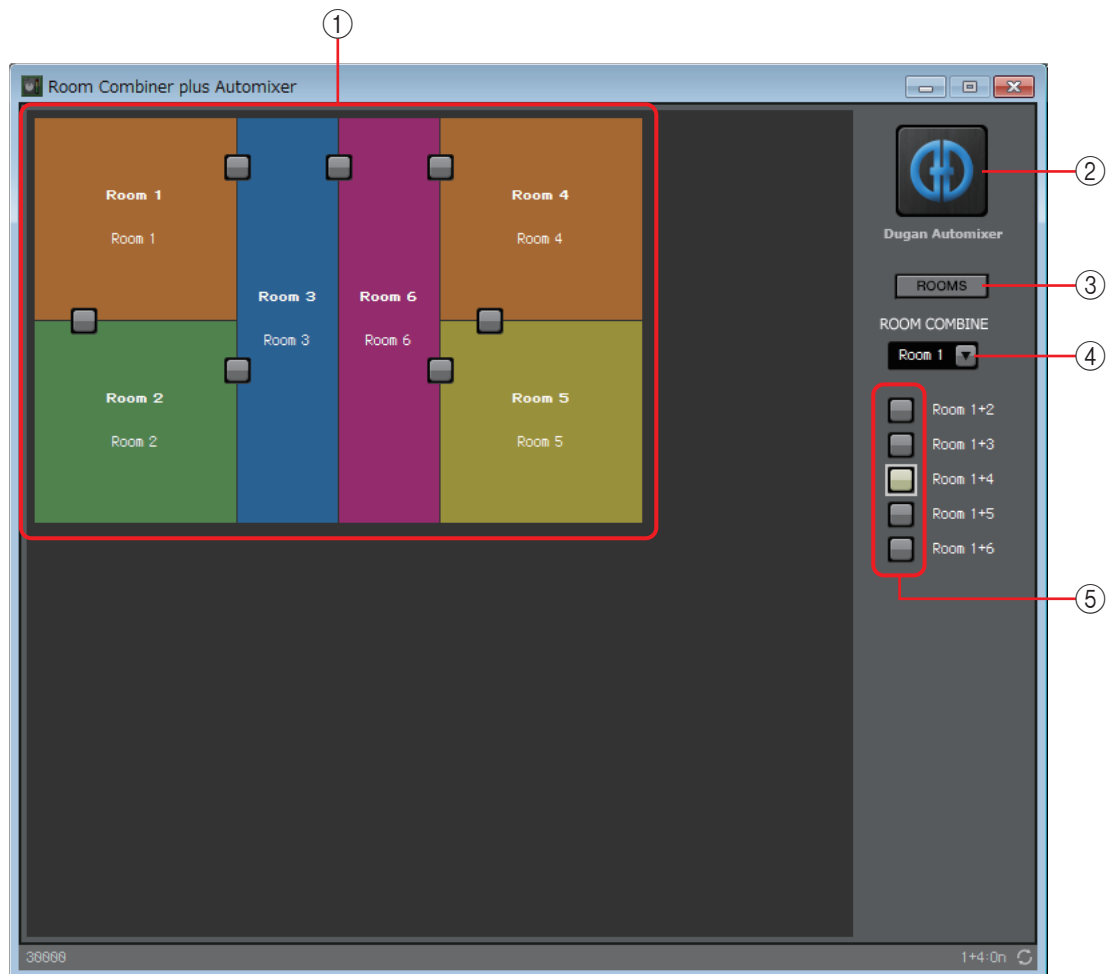 ①
Room Combiner plus Automixer
Room 1
Room 1
Room 2
Room 2
Room 3
Room 3
Room 6
Room 6
Room 4
Room 4
Room 5
Room 5
②
Dugan Automixer
ROOMS
③
ROOM COMBINE
Room 1
④
Room 1+2
Room 1+3
Room 1+4
Room 1+5
Room 1+6
⑤
30000
1+4:On